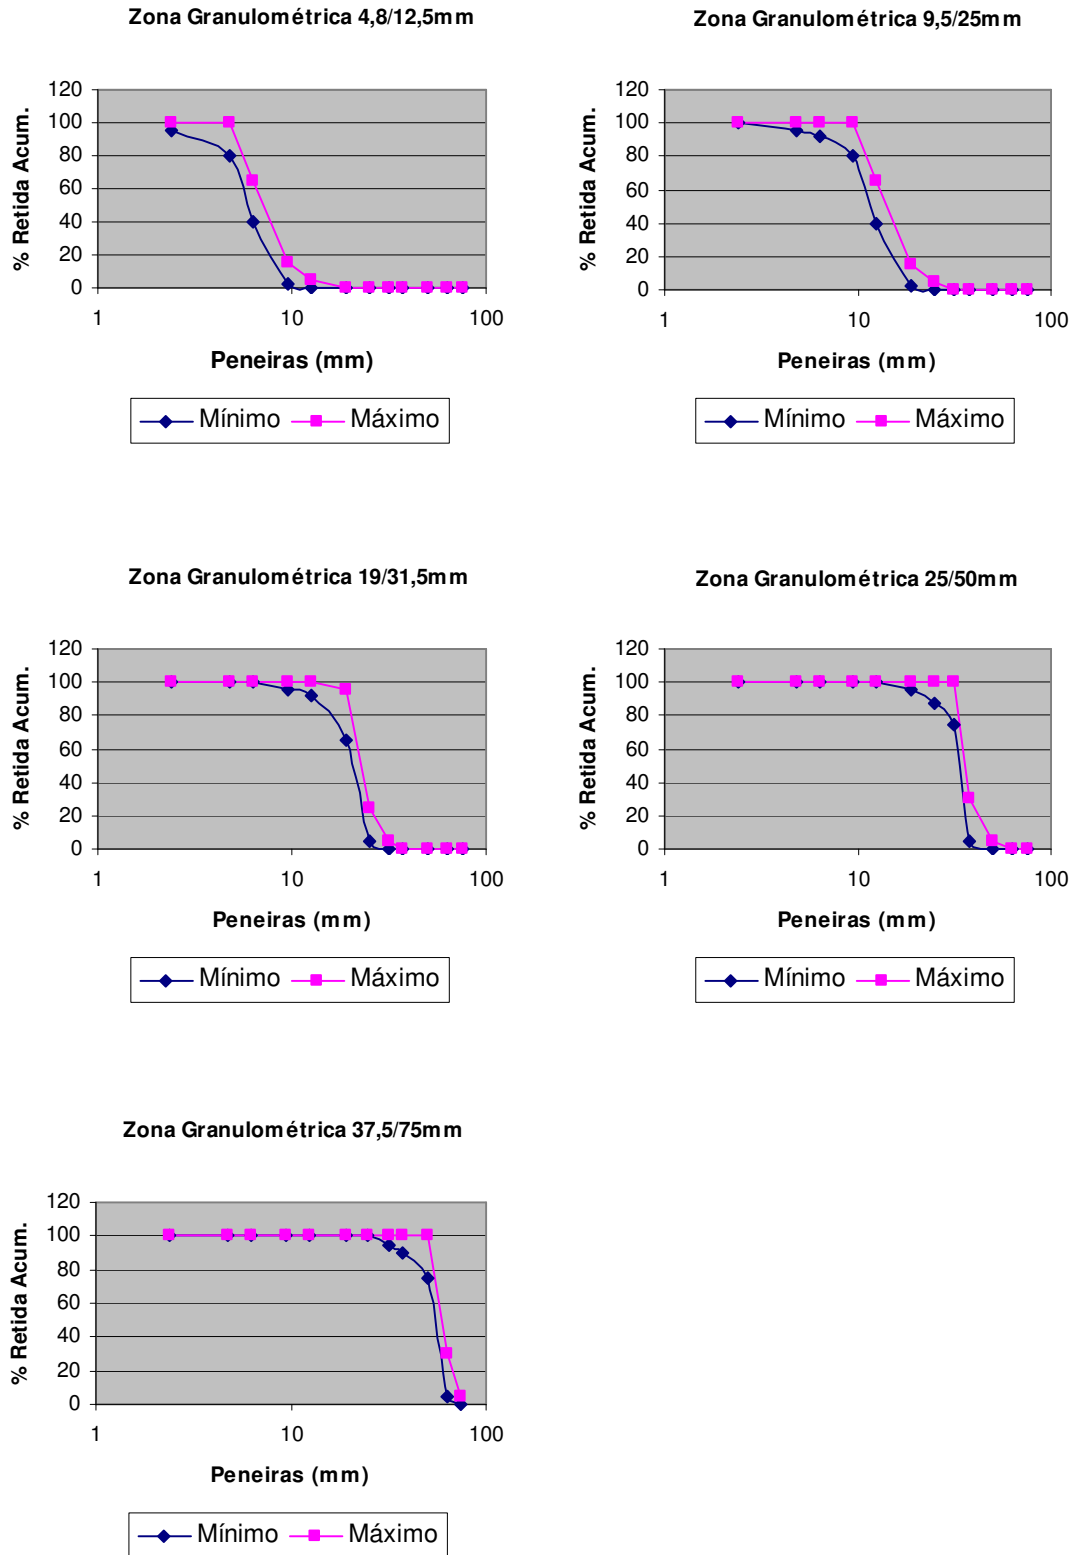 Zona Granulométrica 4,8/12,5mm
% Retida Acum.
120
100
80
60
40
20
0
1 10 100
Peneiras (mm)
Mínimo Máximo
Zona Granulométrica 9,5/25mm
% Retida Acum.
120
100
80
60
40
20
0
1 10 100
Peneiras (mm)
Mínimo Máximo
Zona Granulométrica 19/31,5mm
% Retida Acum.
120
100
80
60
40
20
0
1 10 100
Peneiras (mm)
Mínimo Máximo
Zona Granulométrica 25/50mm
% Retida Acum.
120
100
80
60
40
20
0
1 10 100
Peneiras (mm)
Mínimo Máximo
Zona Granulométrica 37,5/75mm
% Retida Acum.
120
100
80
60
40
20
0
1 10 100
Peneiras (mm)
Mínimo Máximo